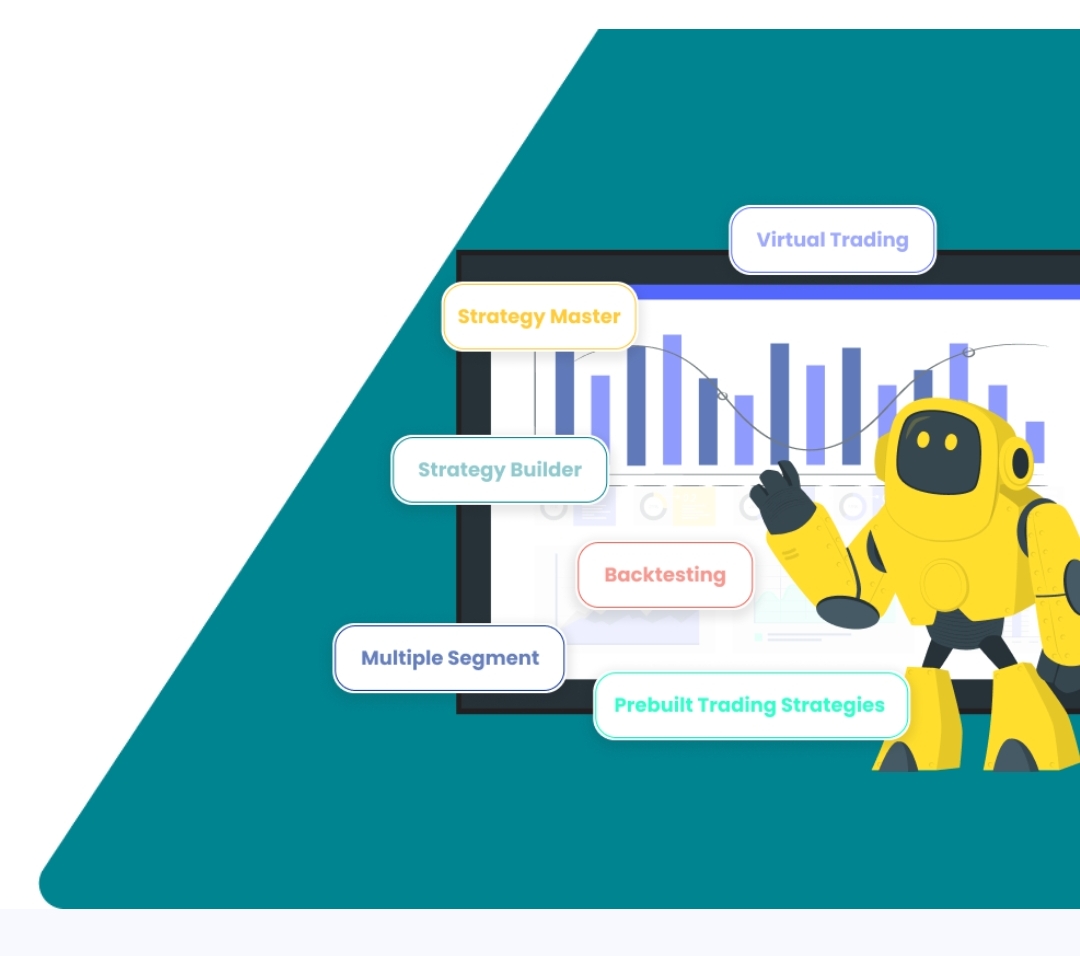 Virtual Trading
Strategy Master
Strategy Builder
Backtesting
Multiple Segment
Prebuilt Trading Strategies